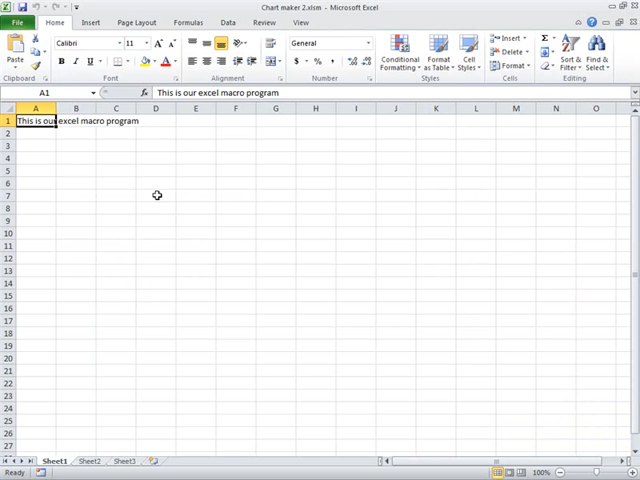 Chart maker 2.xlsm - Microsoft Excel
File Home Insert Page Layout Formulas Data Review View
Paste
Calibri 11
B I U
General
$ % ,
Conditional Formatting
Format as Table
Cell Styles
Insert
Delete
Format
Σ
Sort & Filter
Find & Select
Clipboard Font Alignment Number Styles Cells Editing
A1 fx This is our excel macro program
A B C D E F G H I J K L M N O
1 This is our excel macro program
2
3
4
5
6
7
8
9
10
11
12
13
14
15
16
17
18
19
20
21
22
23
24
25
26
27
Sheet1 Sheet2 Sheet3
Ready 100%